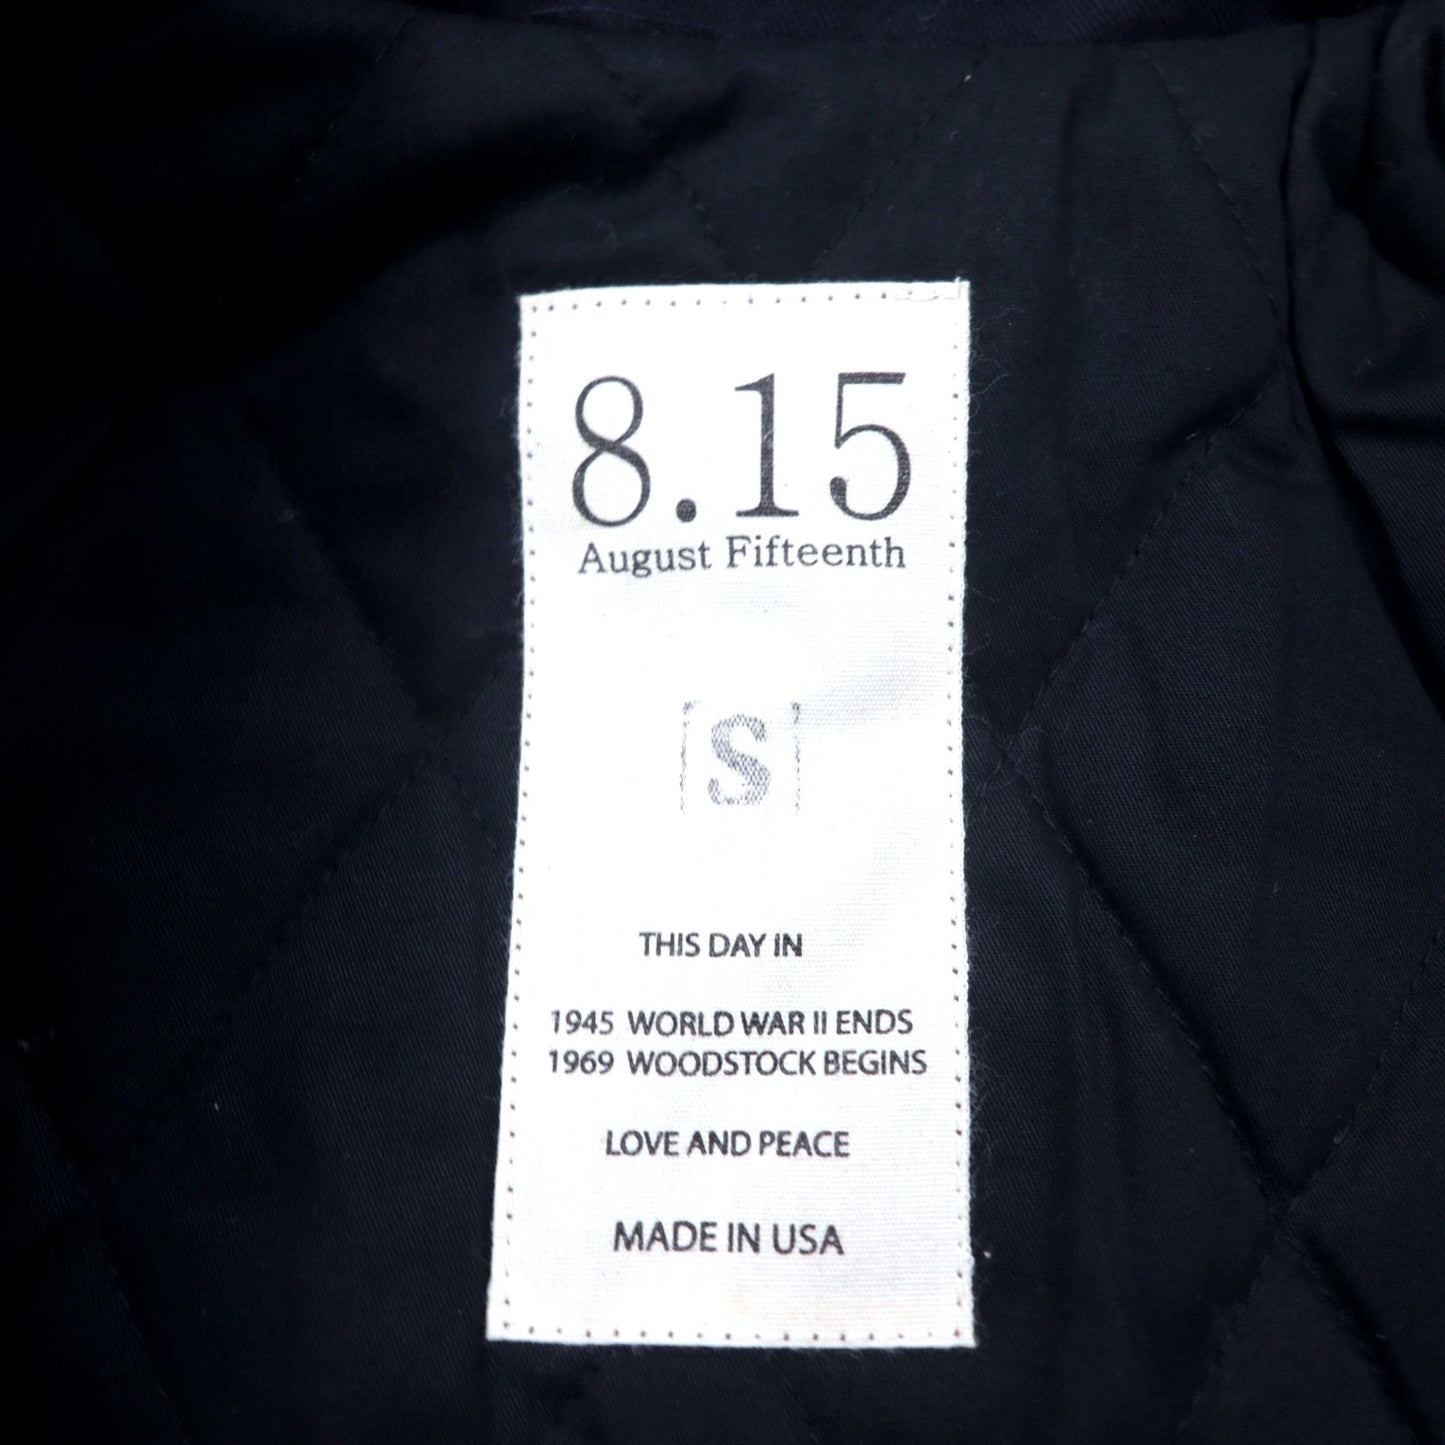 8.15
August Fifteenth
[S]
THIS DAY IN
1945 WORLD WAR II ENDS
1969 WOODSTOCK BEGINS
LOVE AND PEACE
MADE IN USA